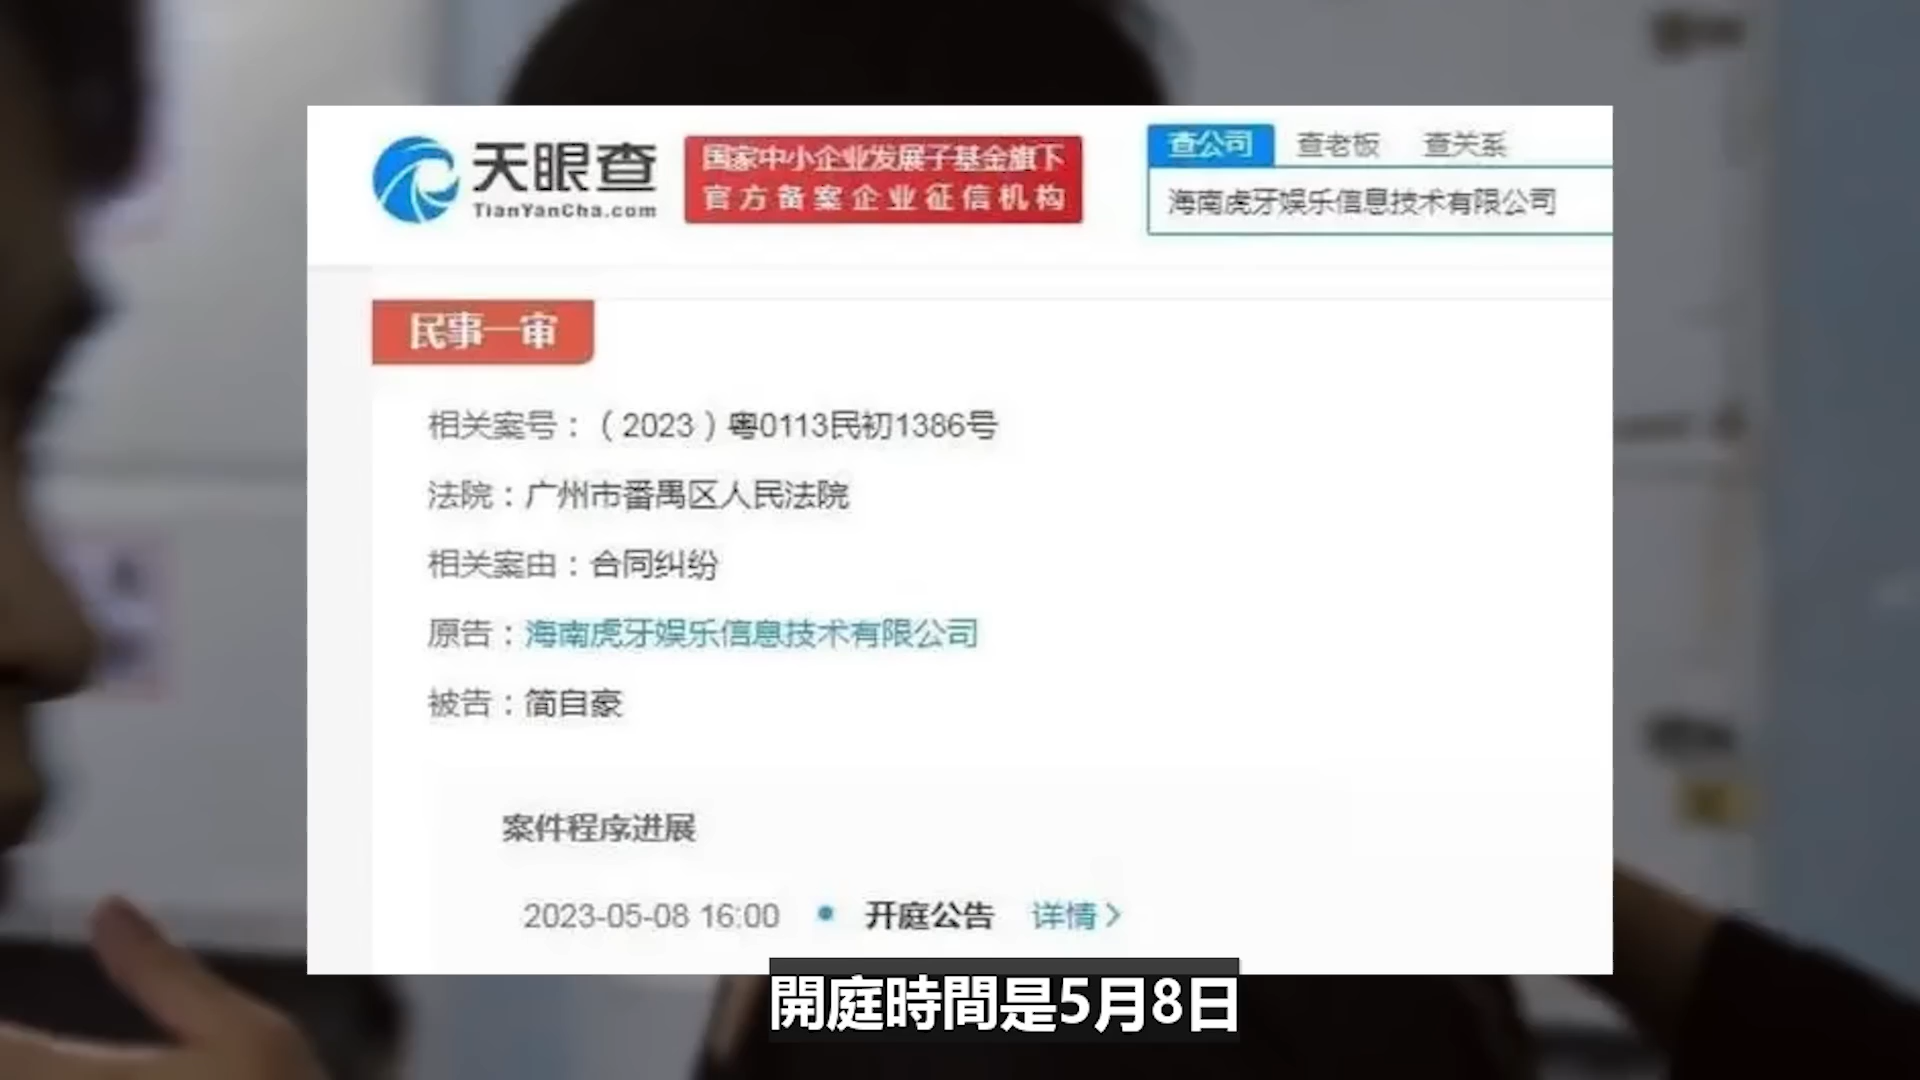 天眼查
TianYanCha.com
国家中小企业发展子基金旗下
官方备案企业征信机构
查公司 查老板 查关系
海南虎牙娱乐信息技术有限公司
民事一审
相关案号：（2023）粤0113民初1386号
法院：广州市番禺区人民法院
相关案由：合同纠纷
原告：海南虎牙娱乐信息技术有限公司
被告：简自豪
案件程序进展
2023-05-08 16:00 • 开庭公告 详情>
開庭時間是5月8日